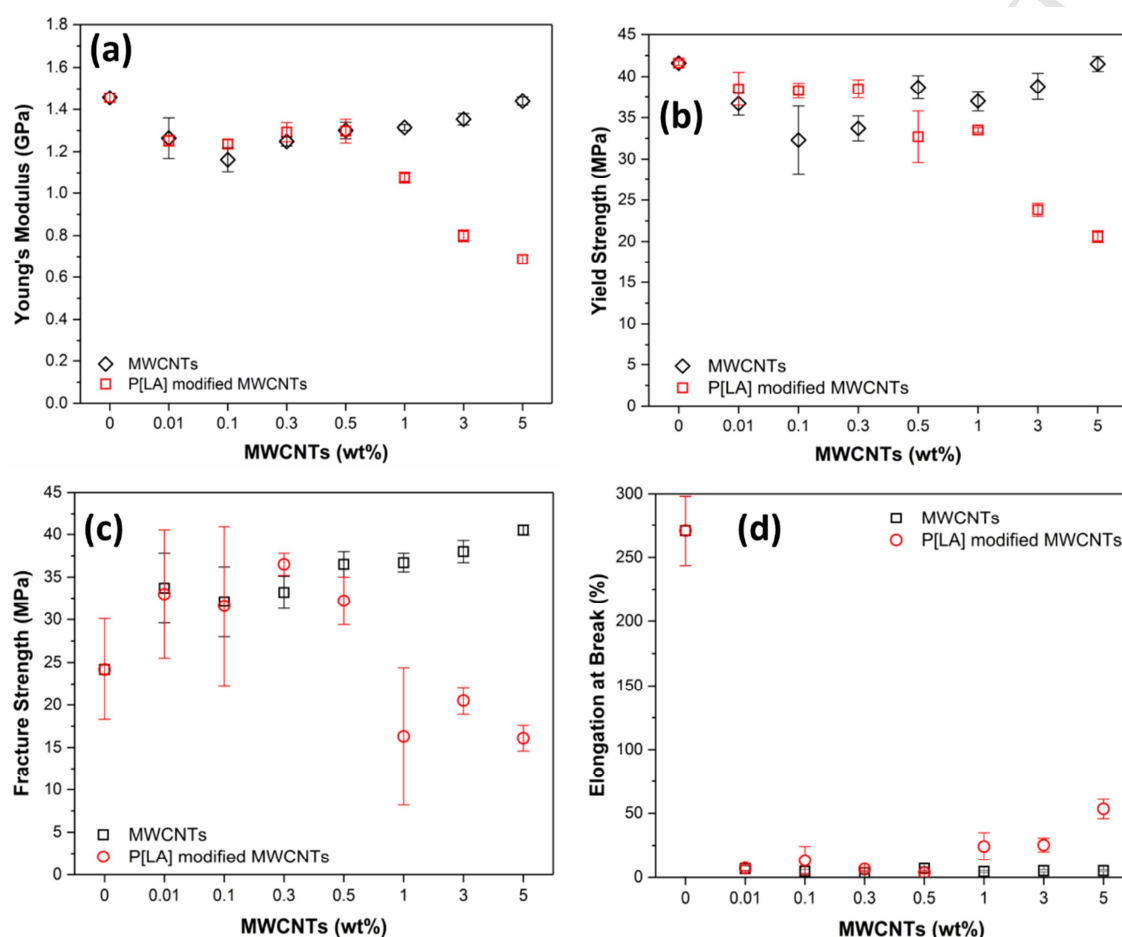 (a)
Young's Modulus (GPa)
1.8
1.6
1.4
1.2
1.0
0.8
0.6
0.4
0.2
0.0
MWCNTs
P[LA] modified MWCNTs
0 0.01 0.1 0.3 0.5 1 3 5
MWCNTs (wt%)
(b)
Yield Strength (MPa)
45
40
35
30
25
20
15
10
5
0
MWCNTs
P[LA] modified MWCNTs
0 0.01 0.1 0.3 0.5 1 3 5
MWCNTs (wt%)
(c)
Fracture Strength (MPa)
45
40
35
30
25
20
15
10
5
0
MWCNTs
P[LA] modified MWCNTs
0 0.01 0.1 0.3 0.5 1 3 5
MWCNTs (wt%)
(d)
Elongation at Break (%)
300
250
200
150
100
50
0
MWCNTs
P[LA] modified MWCNTs
0 0.01 0.1 0.3 0.5 1 3 5
MWCNTs (wt%)